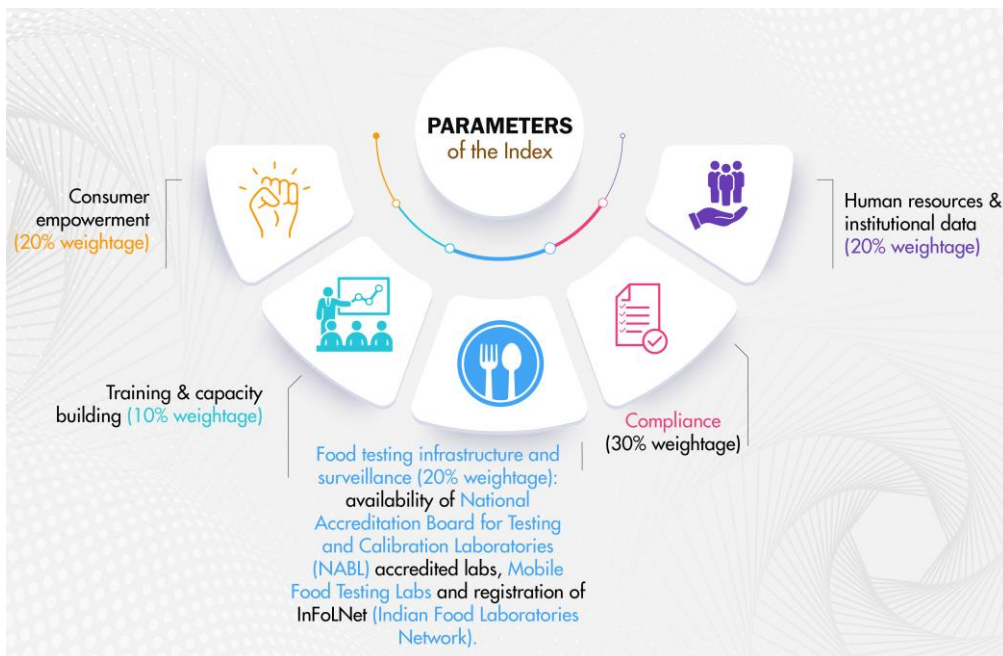 PARAMETERS
of the Index
Consumer
empowerment
(20% weightage)
Training & capacity
building (10% weightage)
Food testing infrastructure and
surveillance (20% weightage):
availability of National
Accreditation Board for Testing
and Calibration Laboratories
(NABL) accredited labs, Mobile
Food Testing Labs and registration of
InFoLNet (Indian Food Laboratories
Network).
Compliance
(30% weightage)
Human resources &
institutional data
(20% weightage)